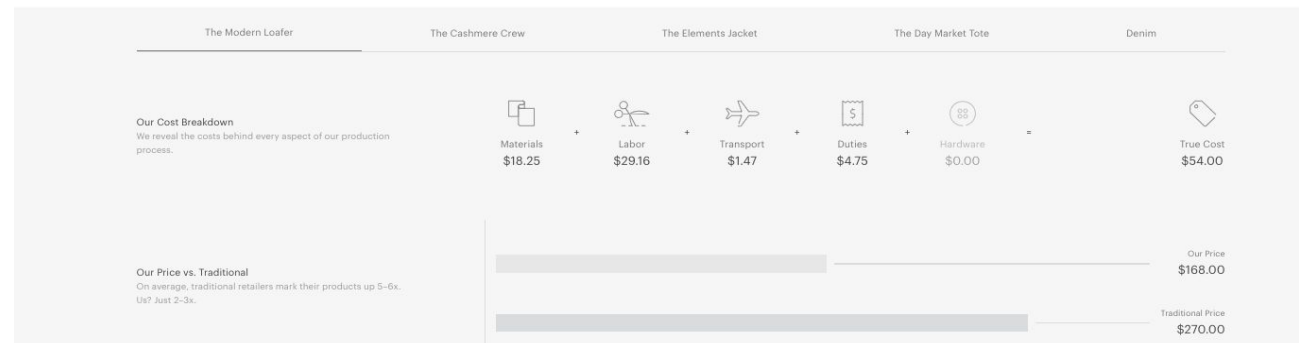 The Modern Loafer The Cashmere Crew The Elements Jacket The Day Market Tote Denim
Our Cost Breakdown
We reveal the costs behind every aspect of our production
process.
+ + + + =
Materials Labor Transport Duties Hardware True Cost
$18.25 $29.16 $1.47 $4.75 $0.00 $54.00
Our Price vs. Traditional
On average, traditional retailers mark their products up 5–6x.
Us? Just 2–3x.
Our Price
$168.00
Traditional Price
$270.00